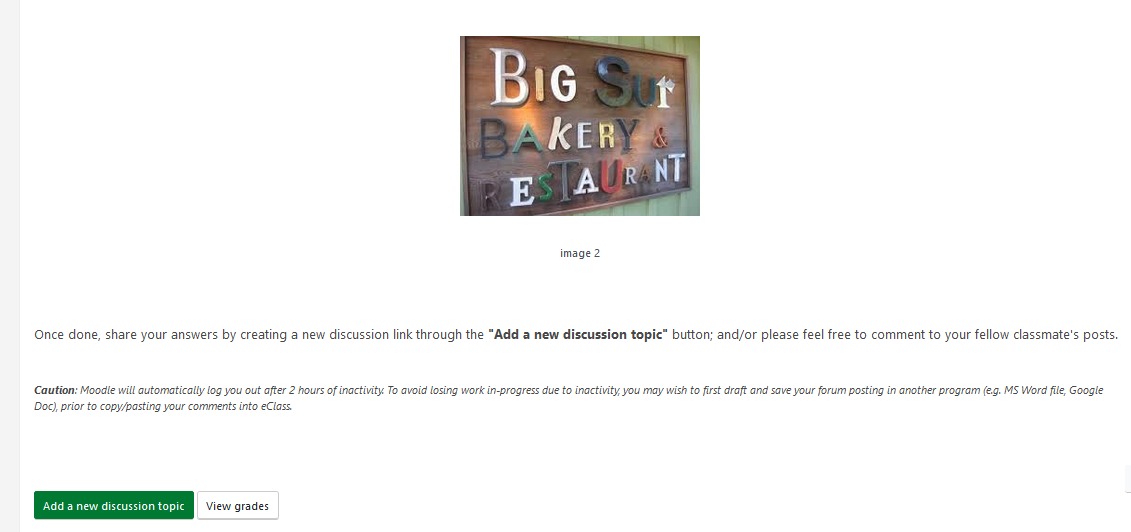 BIG Sur
BAKERY &
RESTAURANT
image 2
Once done, share your answers by creating a new discussion link through the "Add a new discussion topic" button; and/or please feel free to comment to your fellow classmate's posts.
Caution: Moodle will automatically log you out after 2 hours of inactivity. To avoid losing work in-progress due to inactivity, you may wish to first draft and save your forum posting in another program (e.g. MS Word file, Google
Doc), prior to copy/pasting your comments into eClass.
Add a new discussion topic View grades